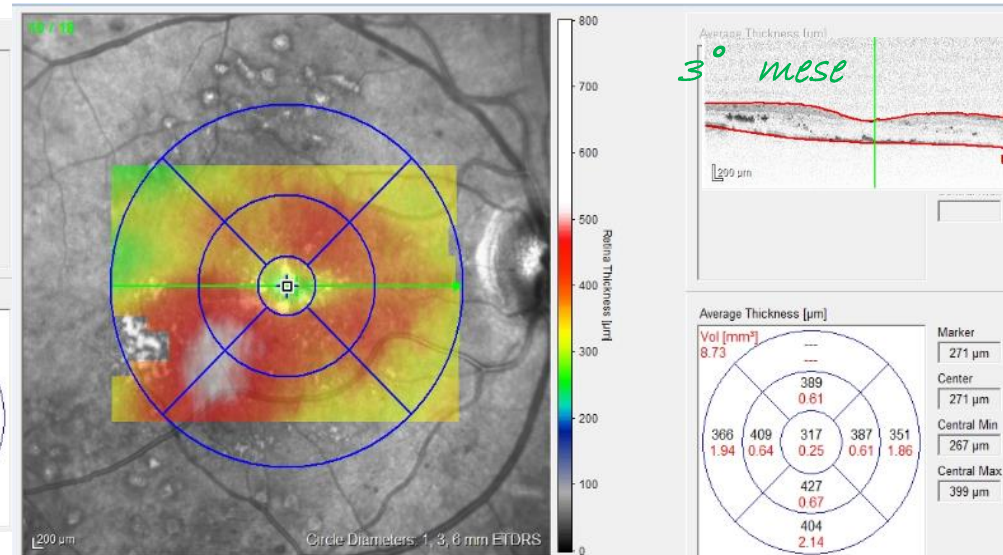 19 / 19
800
700
600
500
400
300
200
100
0
Retina Thickness [µm]
200 µm
Circle Diameters: 1, 3, 6 mm ETDRS
Average Thickness [µm]
3° mese
200 µm
Average Thickness [µm]
Vol [mm³]
8.73
---
---
389
0.61
366 409 317 387 351
1.94 0.64 0.25 0.61 1.86
427
0.67
404
2.14
Marker
271 µm
Center
271 µm
Central Min
267 µm
Central Max
399 µm